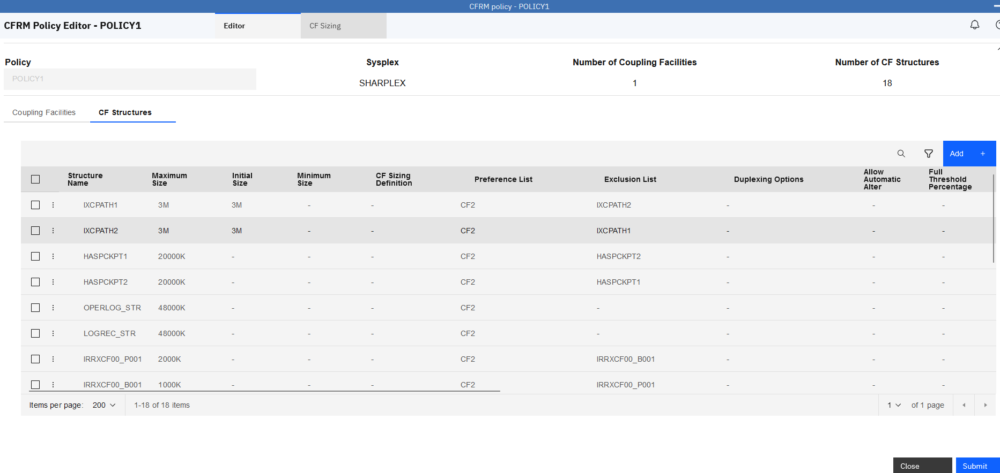 CFRM policy - POLICY1
CFRM Policy Editor - POLICY1 Editor CF Sizing
Policy Sysplex Number of Coupling Facilities Number of CF Structures
POLICY1 SHARPLEX 1 18
Coupling Facilities CF Structures
Add +
Structure Name Maximum Size Initial Size Minimum Size CF Sizing Definition Preference List Exclusion List Duplexing Options Allow Automatic Alter Full Threshold Percentage
IXCPATH1 3M 3M - - CF2 IXCPATH2 - - -
IXCPATH2 3M 3M - - CF2 IXCPATH1 - - -
HASPCKPT1 20000K - - - CF2 HASPCKPT2 - - -
HASPCKPT2 20000K - - - CF2 HASPCKPT1 - - -
OPERLOG_STR 48000K - - - CF2 - - - -
LOGREC_STR 48000K - - - CF2 - - - -
IRRXCF00_P001 2000K - - - CF2 IRRXCF00_B001 - - -
IRRXCF00_B001 1000K - - - CF2 IRRXCF00_P001 - - -
Items per page: 200 1-18 of 18 items 1 of 1 page
Close Submit